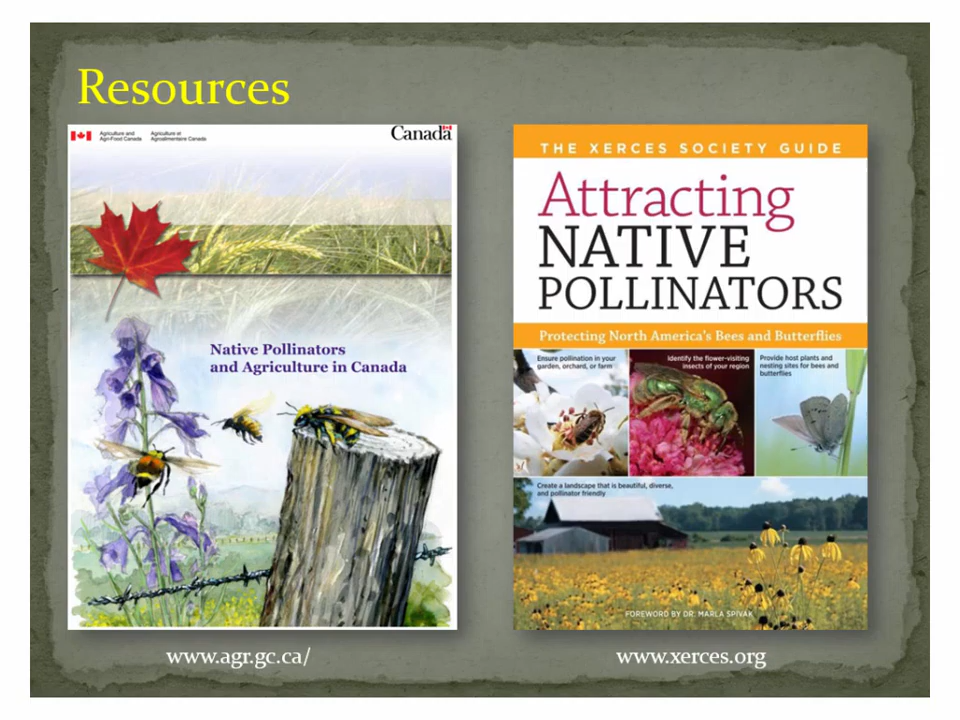 Resources
Agriculture and
Agri-Food Canada
Agriculture et
Agroalimentaire Canada
Canada
Native Pollinators
and Agriculture in Canada
www.agr.gc.ca/
THE XERCES SOCIETY GUIDE
Attracting
NATIVE
POLLINATORS
Protecting North America's Bees and Butterflies
Ensure pollination in your
garden, orchard, or farm
Identify the flower-visiting
insects of your region
Provide host plants and
nesting sites for bees and
butterflies
Create a landscape that is beautiful, diverse,
and pollinator friendly
FOREWORD BY DR. MARLA SPIVAK
www.xerces.org